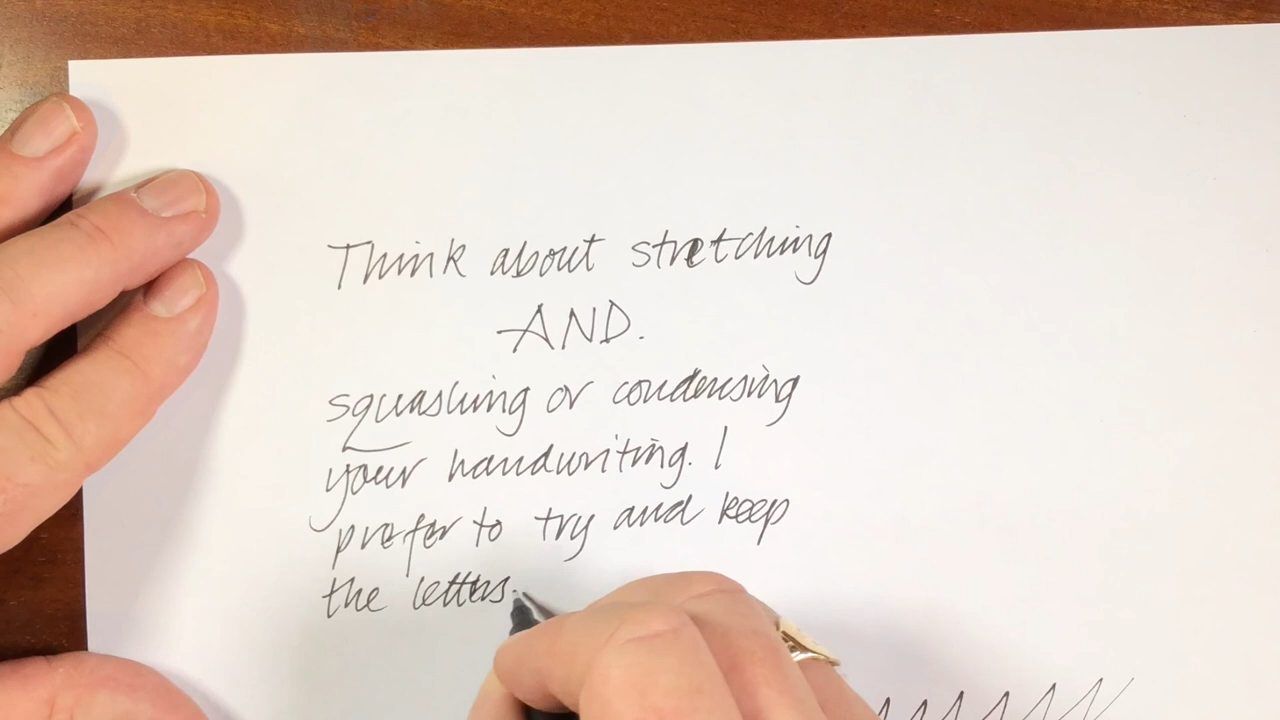 Think about stretching
AND.
squashing or condensing
your handwriting. I
prefer to try and keep
the letters